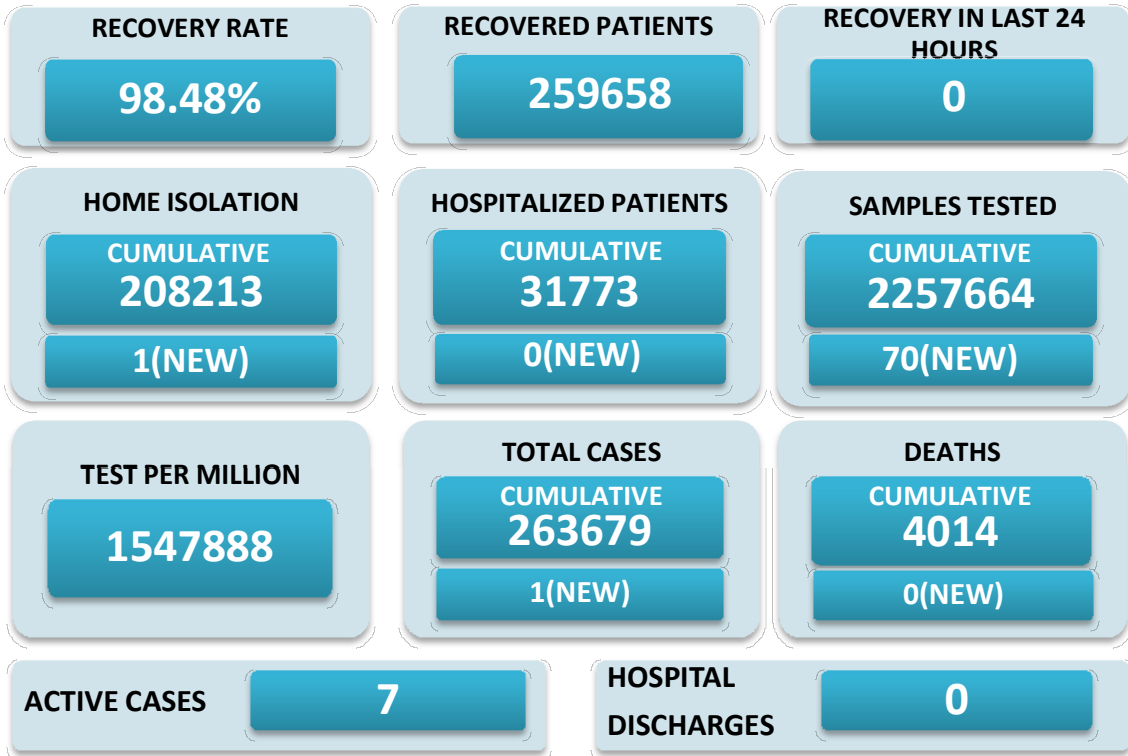 RECOVERY RATE
98.48%
RECOVERED PATIENTS
259658
RECOVERY IN LAST 24
HOURS
0
HOME ISOLATION
CUMULATIVE
208213
1(NEW)
HOSPITALIZED PATIENTS
CUMULATIVE
31773
0(NEW)
SAMPLES TESTED
CUMULATIVE
2257664
70(NEW)
TEST PER MILLION
1547888
TOTAL CASES
CUMULATIVE
263679
1(NEW)
DEATHS
CUMULATIVE
4014
0(NEW)
ACTIVE CASES
7
HOSPITAL
DISCHARGES
0